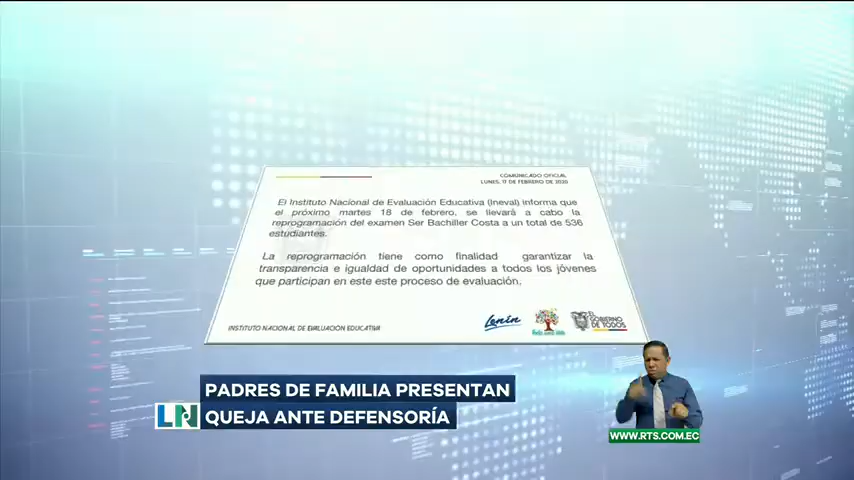 COMUNICADO OFICIAL
LUNES, 17 DE FEBRERO DE 2020
El Instituto Nacional de Evaluación Educativa (Ineval) informa que
el próximo martes 18 de febrero, se llevará a cabo la
reprogramación del examen Ser Bachiller Costa a un total de 536
estudiantes.
La reprogramación tiene como finalidad garantizar la
transparencia e igualdad de oportunidades a todos los jóvenes
que participan en este este proceso de evaluación.
INSTITUTO NACIONAL DE EVALUACIÓN EDUCATIVA
Lenín
EL GOBIERNO
DE TODOS
PADRES DE FAMILIA PRESENTAN
LN QUEJA ANTE DEFENSORÍA
WWW.RTS.COM.EC